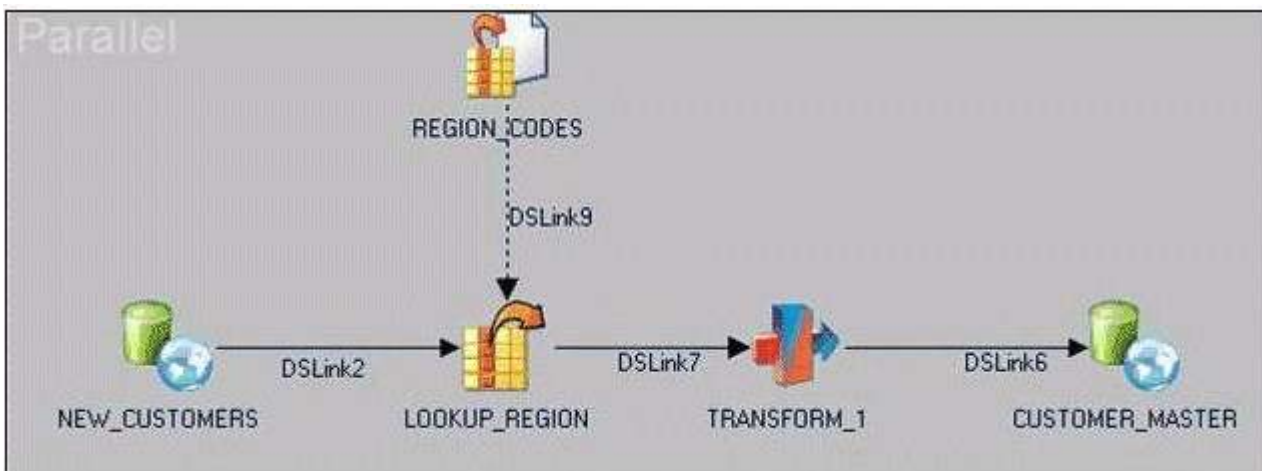 Parallel
REGION_CODES
DSLink9
DSLink2
DSLink7
DSLink6
NEW_CUSTOMERS
LOOKUP_REGION
TRANSFORM_1
CUSTOMER_MASTER